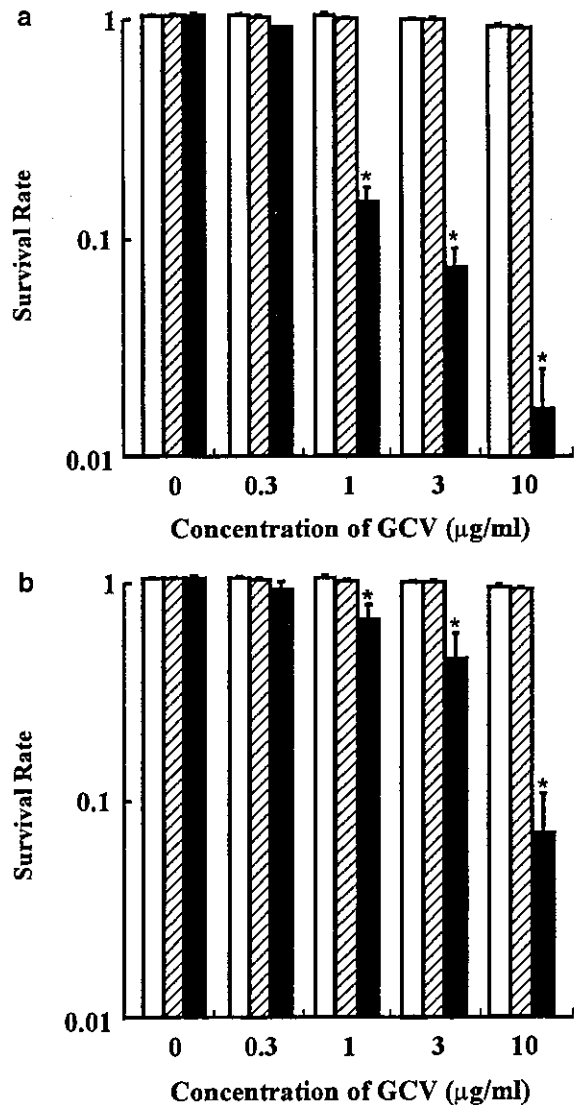 a
1
0.1
0.01
Survival Rate
*
*
*
0 0.3 1 3 10
Concentration of GCV (µg/ml)
b
1
0.1
0.01
Survival Rate
*
*
*
0 0.3 1 3 10
Concentration of GCV (µg/ml)